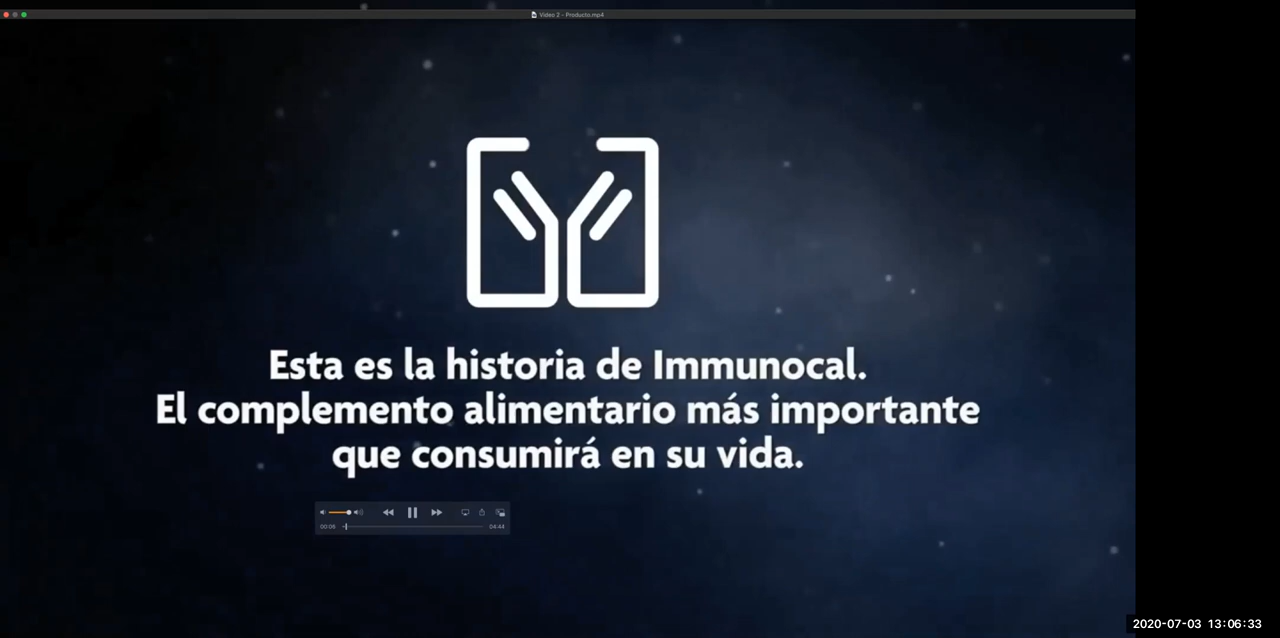 Video 2 - Producto.mp4
Esta es la historia de Immunocal.
El complemento alimentario más importante
que consumirá en su vida.
00:06
04:44
2020-07-03 13:06:33